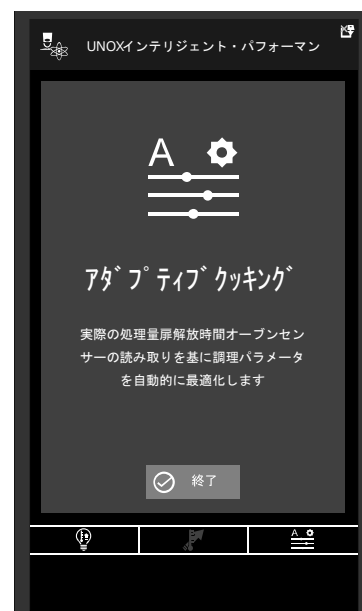 UNOXインテリジェント・パフォーマン
A
アダプティブクッキング
実際の処理量扉解放時間オーブンセン
サーの読み取りを基に調理パラメータ
を自動的に最適化します
終了
A